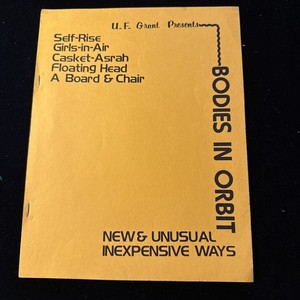 U. F. Grant Presents
Self-Rise
Girls-in-Air
Casket-Asrah
Floating Head
A Board & Chair
BODIES IN ORBIT
NEW & UNUSUAL
INEXPENSIVE WAYS